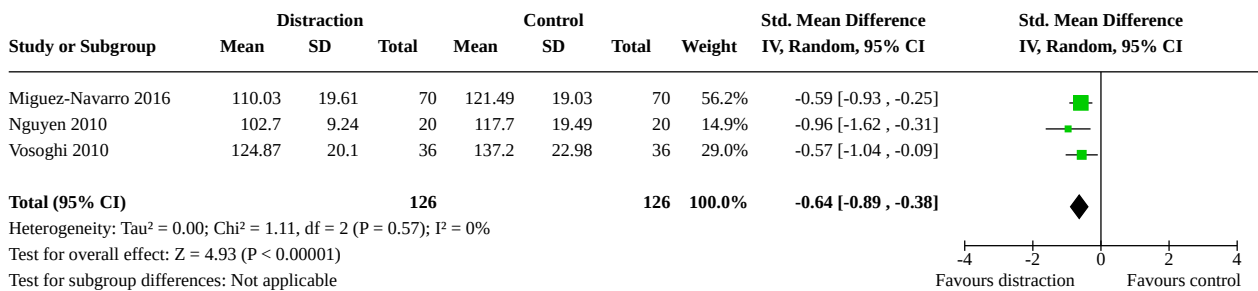 Distraction Control Std. Mean Difference Std. Mean Difference
Study or Subgroup Mean SD Total Mean SD Total Weight IV, Random, 95% CI IV, Random, 95% CI
Miguez-Navarro 2016 110.03 19.61 70 121.49 19.03 70 56.2% -0.59 [-0.93 , -0.25]
Nguyen 2010 102.7 9.24 20 117.7 19.49 20 14.9% -0.96 [-1.62 , -0.31]
Vosoghi 2010 124.87 20.1 36 137.2 22.98 36 29.0% -0.57 [-1.04 , -0.09]
Total (95% CI) 126 126 100.0% -0.64 [-0.89 , -0.38]
Heterogeneity: Tau² = 0.00; Chi² = 1.11, df = 2 (P = 0.57); I² = 0%
Test for overall effect: Z = 4.93 (P < 0.00001) -4 -2 0 2 4
Test for subgroup differences: Not applicable Favours distraction Favours control